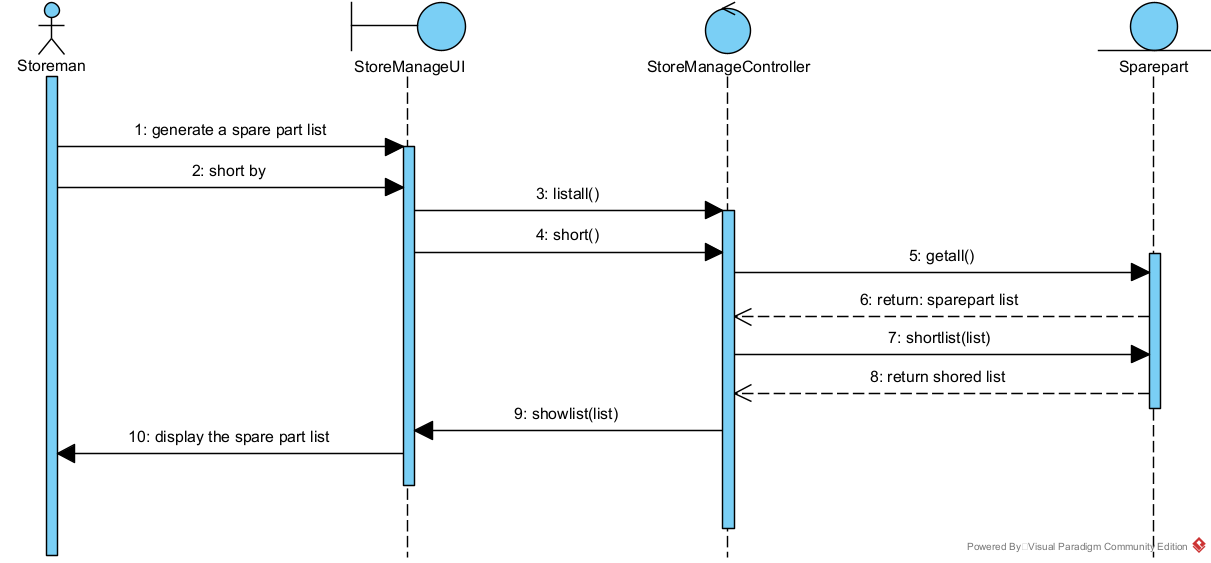 Storeman
StoreManageUI
StoreManageController
Sparepart
1: generate a spare part list
2: short by
3: listall()
4: short()
5: getall()
6: return: sparepart list
7: shortlist(list)
8: return shored list
9: showlist(list)
10: display the spare part list
Powered By Visual Paradigm Community Edition